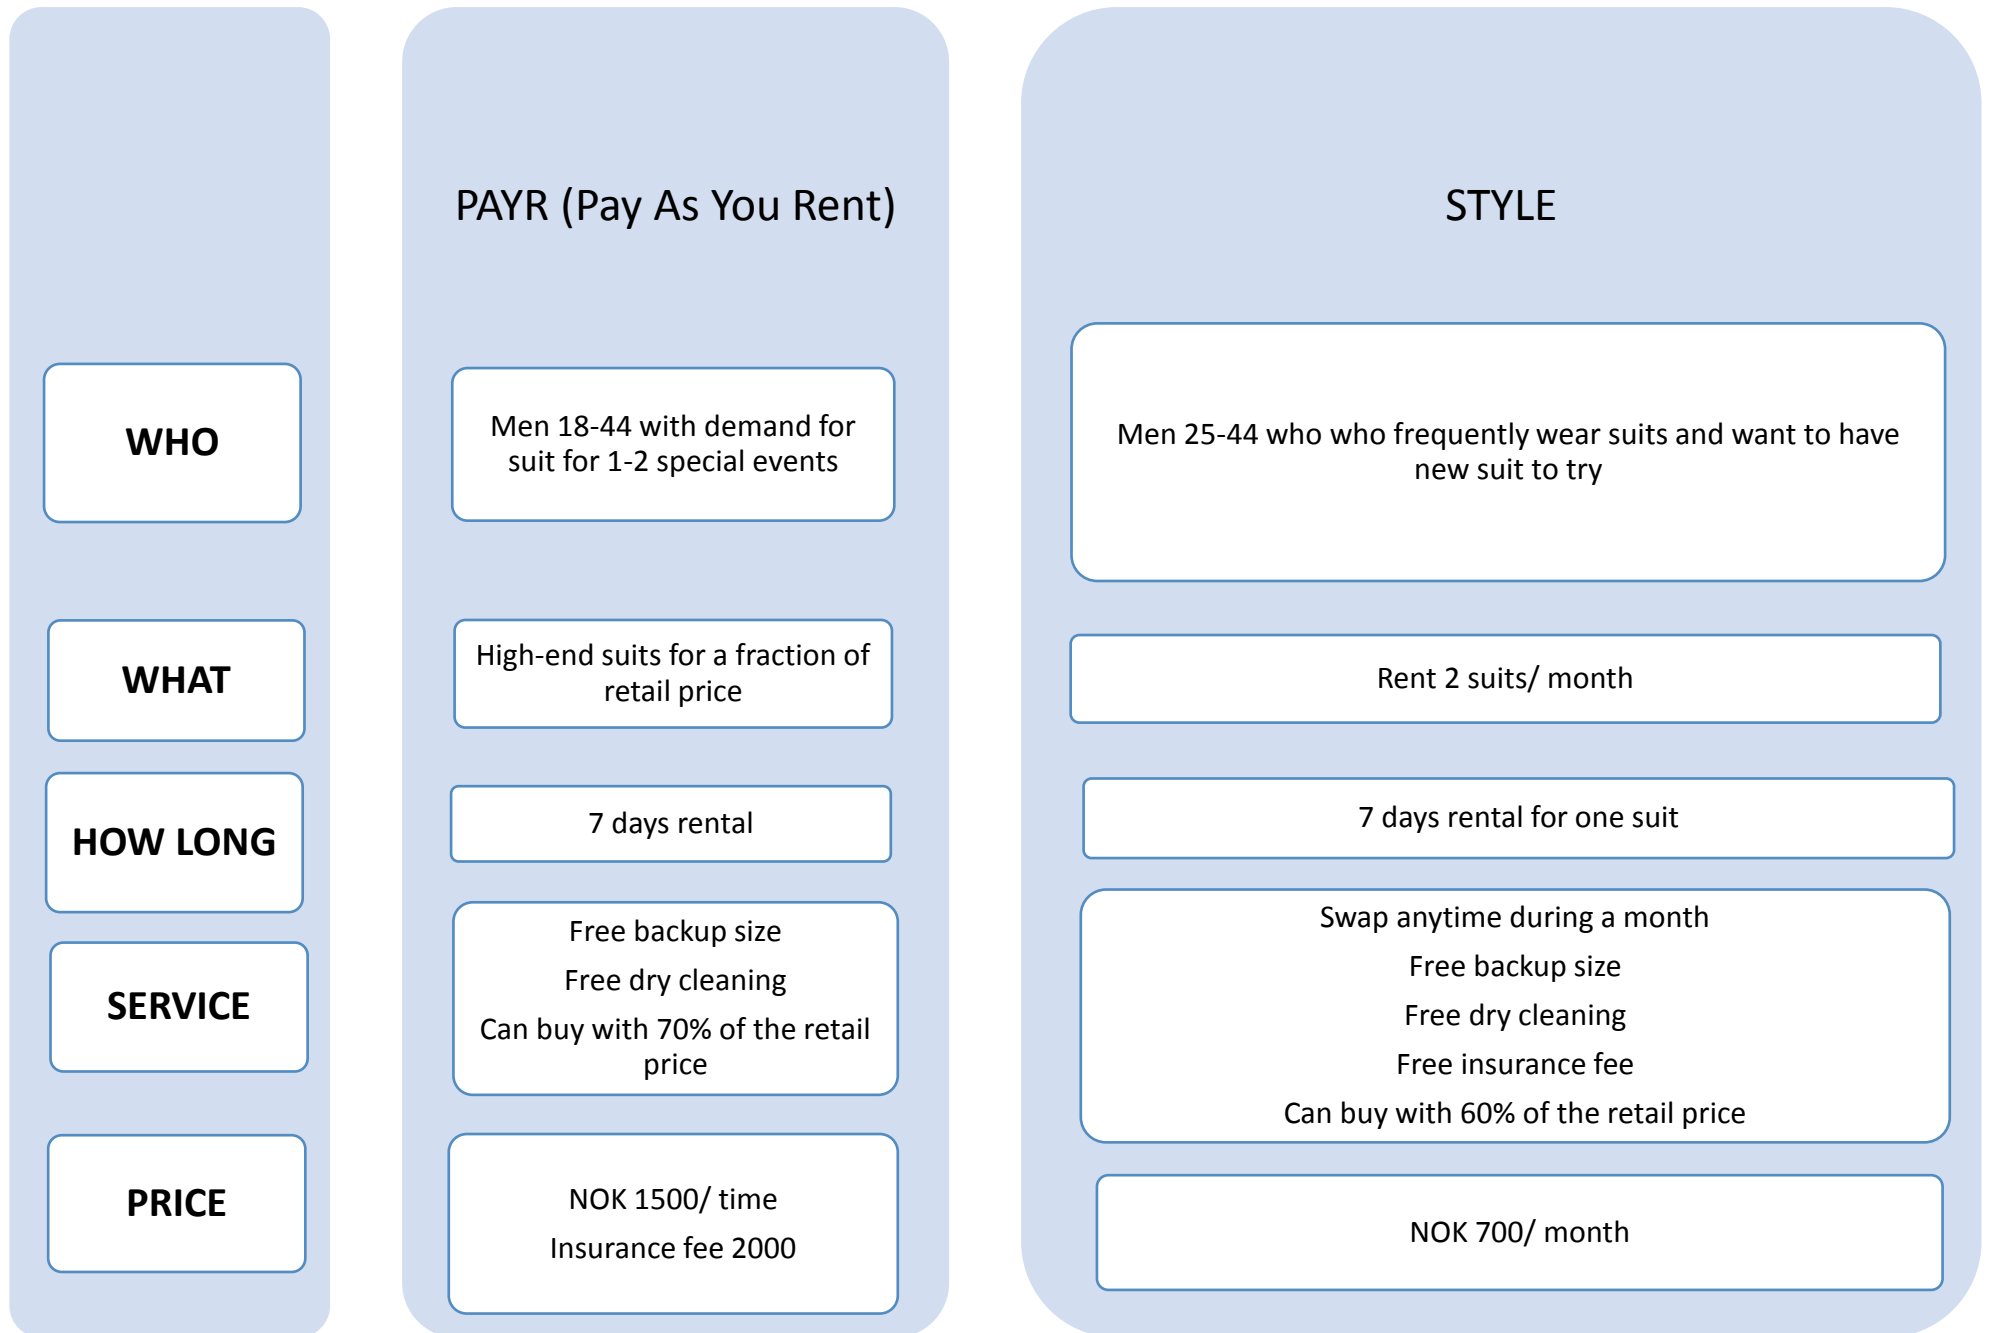 PAYR (Pay As You Rent)
STYLE
WHO
Men 18-44 with demand for
suit for 1-2 special events
Men 25-44 who who frequently wear suits and want to have
new suit to try
WHAT
High-end suits for a fraction of
retail price
Rent 2 suits/ month
HOW LONG
7 days rental
7 days rental for one suit
SERVICE
Free backup size
Free dry cleaning
Can buy with 70% of the retail
price
Swap anytime during a month
Free backup size
Free dry cleaning
Free insurance fee
Can buy with 60% of the retail price
PRICE
NOK 1500/ time
Insurance fee 2000
NOK 700/ month